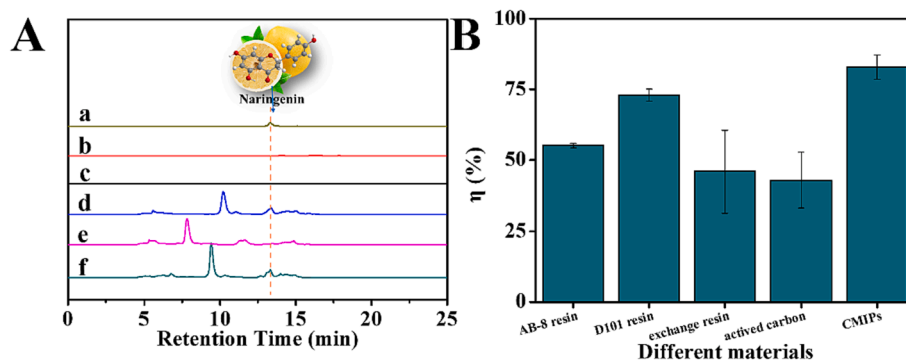 A
Naringenin
a
b
c
d
e
f
0 5 10 15 20 25
Retention Time (min)
B
η (%)
100
75
50
25
0
AB-8 resin
D101 resin
exchange resin
actived carbon
CMIPs
Different materials